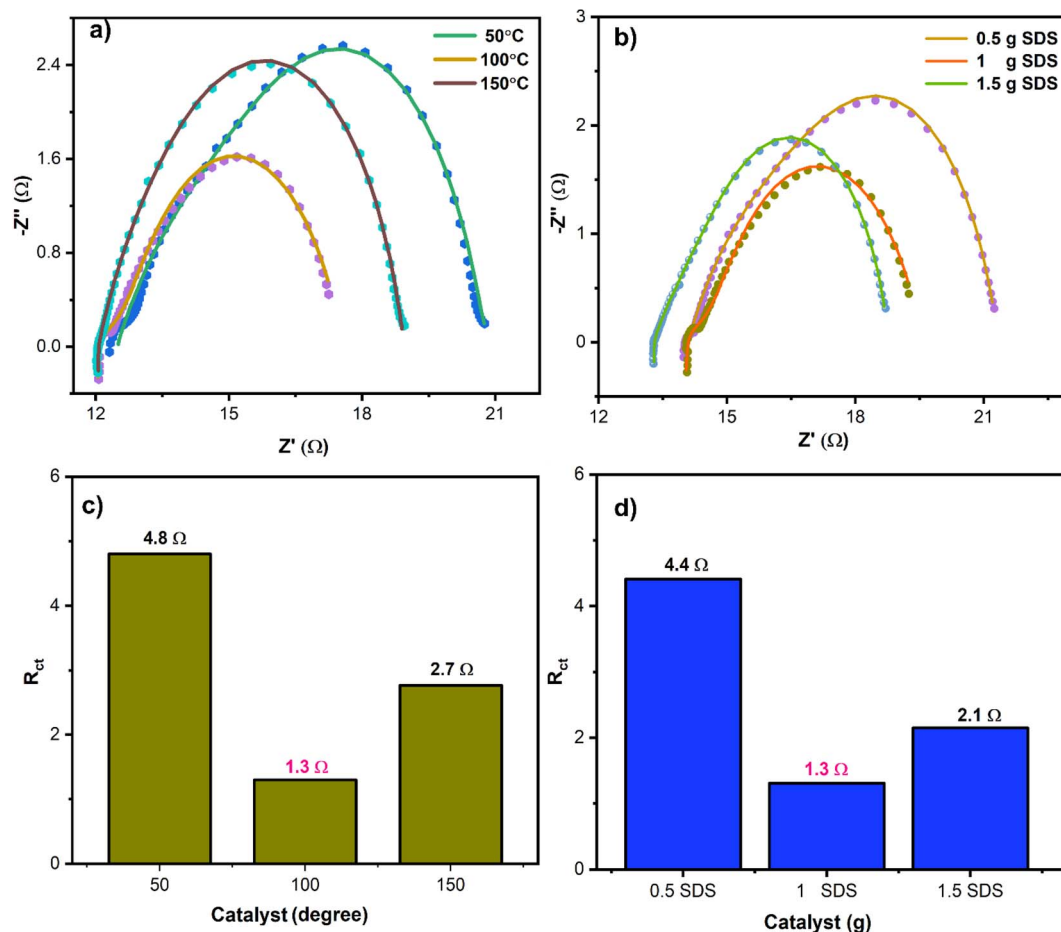 a)
50°C
100°C
150°C
2.4
1.6
0.8
0.0
-Z" (Ω)
12 15 18 21
Z' (Ω)
b)
0.5 g SDS
1 g SDS
1.5 g SDS
3
2
1
0
-Z" (Ω)
12 15 18 21
Z' (Ω)
c)
6
4
2
0
Rct
4.8 Ω
1.3 Ω
2.7 Ω
50 100 150
Catalyst (degree)
d)
6
4
2
0
Rct
4.4 Ω
1.3 Ω
2.1 Ω
0.5 SDS 1 SDS 1.5 SDS
Catalyst (g)